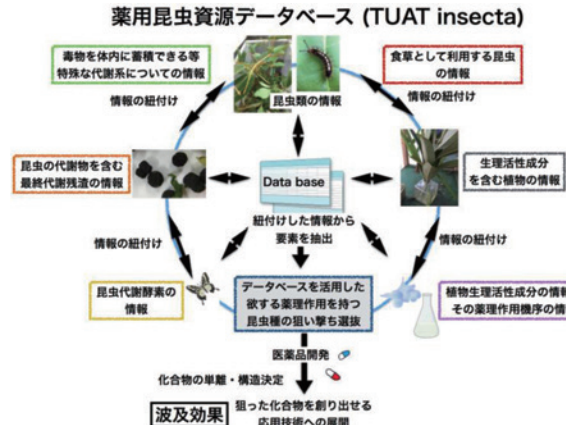 薬用昆虫資源データベース (TUAT insecta)
毒物を体内に蓄積できる等
特殊な代謝系についての情報
食草として利用する昆虫
の情報
情報の紐付け
昆虫類の情報
情報の紐付け
昆虫の代謝物を含む
最終代謝残渣の情報
Data base
生理活性成分
を含む植物の情報
紐付けした情報から
要素を抽出
情報の紐付け
情報の紐付け
昆虫代謝酵素の
情報
データベースを活用した
欲する薬理作用を持つ
昆虫種の狙い撃ち選抜
植物生理活性成分の情報
その薬理作用機序の情
医薬品開発
化合物の単離・構造決定
波及効果
狙った化合物を創り出せる
応用技術への展開